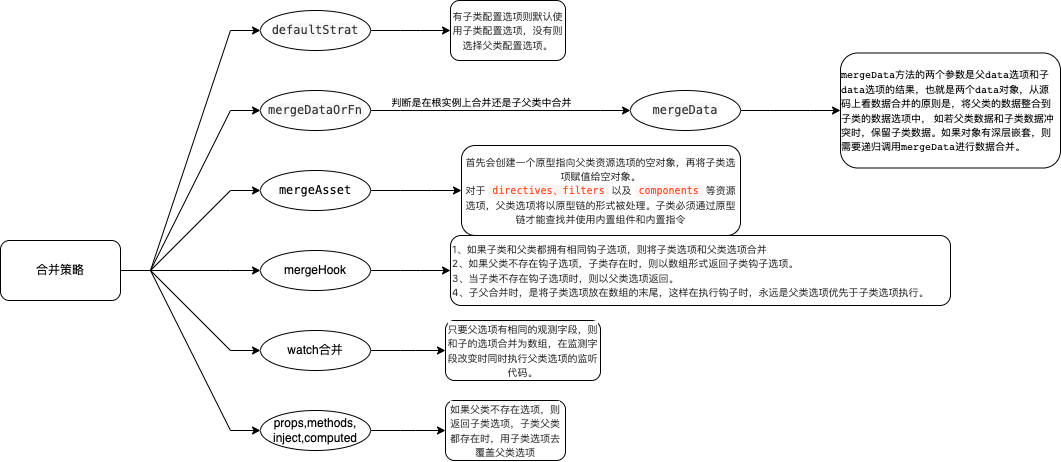 合并策略
defaultStrat
有子类配置选项则默认使
用子类配置选项，没有则
选择父类配置选项。
mergeDataOrFn
判断是在根实例上合并还是子父类中合并
mergeData
mergeData方法的两个参数是父data选项和子
data选项的结果，也就是两个data对象，从源
码上看数据合并的原则是，将父类的数据整合到
子类的数据选项中， 如若父类数据和子类数据冲
突时，保留子类数据。如果对象有深层嵌套，则
需要递归调用mergeData进行数据合并。
mergeAsset
首先会创建一个原型指向父类资源选项的空对象，再将子类选
项赋值给空对象。
对于 directives、filters 以及 components 等资源
选项，父类选项将以原型链的形式被处理。子类必须通过原型
链才能查找并使用内置组件和内置指令
mergeHook
1、如果子类和父类都拥有相同钩子选项，则将子类选项和父类选项合并
2、如果父类不存在钩子选项，子类存在时，则以数组形式返回子类钩子选项。
3、当子类不存在钩子选项时，则以父类选项返回。
4、子父合并时，是将子类选项放在数组的末尾，这样在执行钩子时，永远是父类选项优先于子类选项执行。
watch合并
只要父选项有相同的观测字段，则
和子的选项合并为数组，在监测字
段改变时同时执行父类选项的监听
代码。
props,methods,
inject,computed
如果父类不存在选项，则
返回子类选项，子类父类
都存在时，用子类选项去
覆盖父类选项